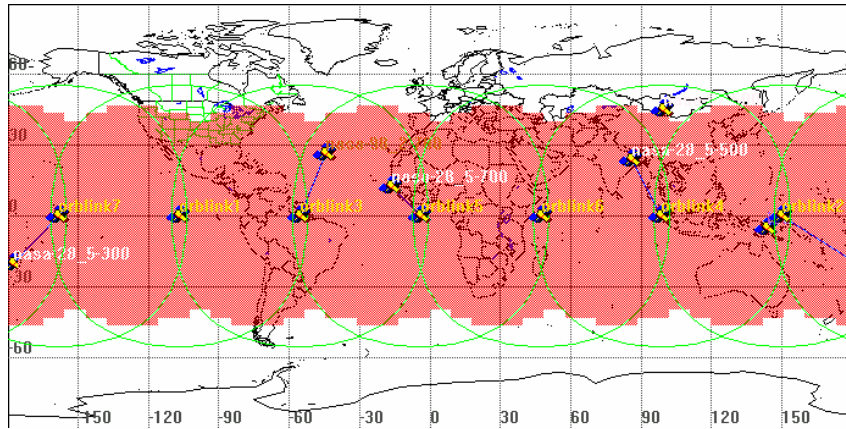 60
30
nasa-28_5-500
nasa-28_5-700
0
orblink7
orblink1
orblink3
orblink5
orblink6
orblink4
orblink2
nasa-28_5-300
30
-60
150
-120
-90
-60
-30
0
30
60
90
120
150